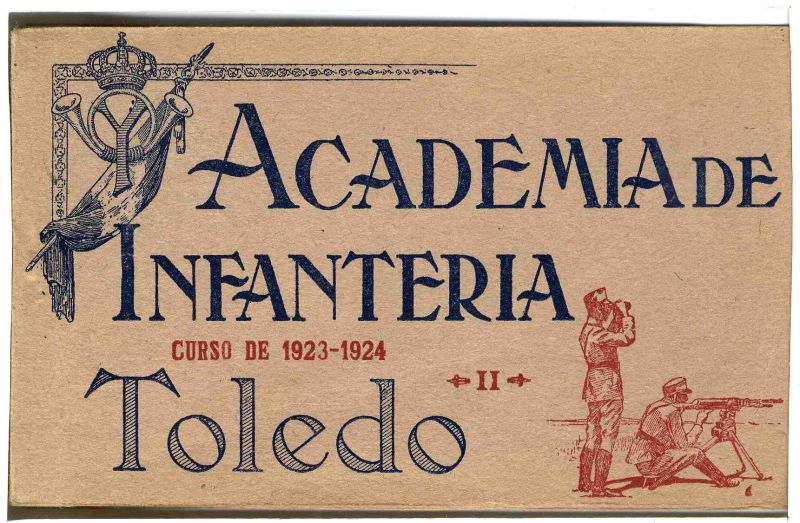 ACADEMIA DE
INFANTERIA
CURSO DE 1923-1924
II
Toledo